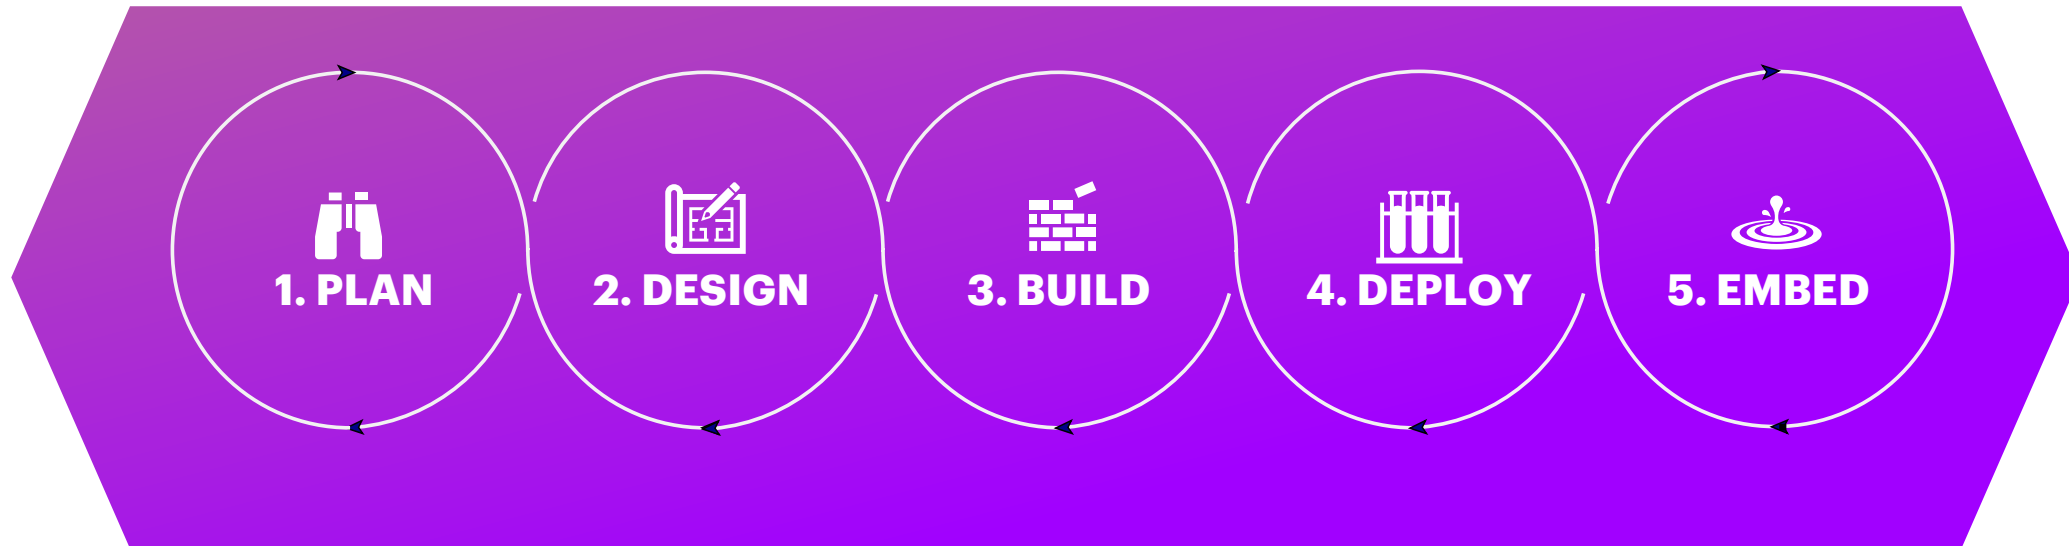 1. PLAN
2. DESIGN
3. BUILD
4. DEPLOY
5. EMBED